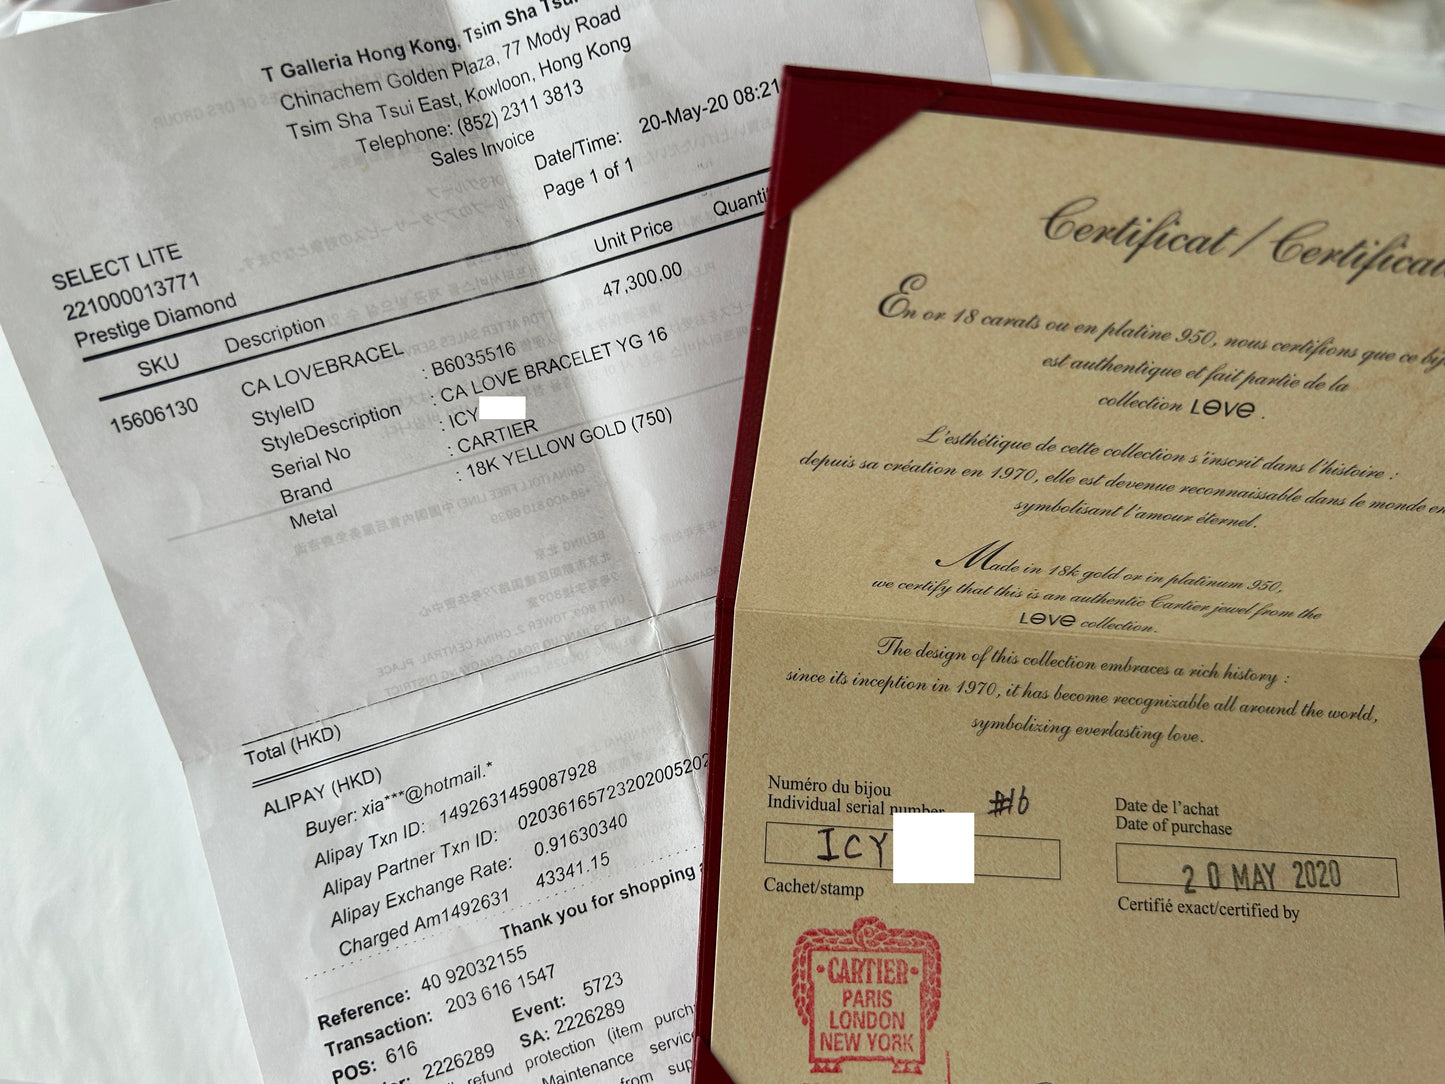 T Galleria Hong Kong, Tsim Sha
Chinachem Golden Plaza, 77 Mody Road
Tsim Sha Tsui East, Kowloon, Hong Kong
Telephone: (852) 2311 3813
Sales Invoice
Date/Time: 20-May-20 08:21
Page 1 of 1
SELECT LITE
221000013771
Prestige Diamond
SKU Description Unit Price
15606130 CA LOVEBRACEL 47,300.00
StyleID : B6035516
StyleDescription : CA LOVE BRACELET YG 16
Serial No : ICY
Brand : CARTIER
Metal : 18K YELLOW GOLD (750)
Total (HKD)
ALIPAY (HKD)
Buyer: xia***@hotmail.*
Alipay Txn ID: 1492631459087928
Alipay Partner Txn ID: 0203616572320200520
Alipay Exchange Rate: 0.91630340
Charged Am1492631 43341.15
Thank you for shopping
Reference: 40 92032155
Transaction: 203 616 1547
POS: 616 Event: 5723
2226289 SA: 2226289
refund protection (item
Maintenance
from
Certificat / Certificat
En or 18 carats ou en platine 950, nous certifions que ce
est authentique et fait partie de la
collection LOVE .
L'esthétique de cette collection s'inscrit dans l'histoire :
depuis sa création en 1970, elle est devenue reconnaissable dans le monde
symbolisant l'amour éternel.
Made in 18k gold or in platinum 950,
we certify that this is an authentic Cartier jewel from the
LOVE collection.
The design of this collection embraces a rich history :
since its inception in 1970, it has become recognizable all around the world,
symbolizing everlasting love.
Numéro du bijou
Individual serial number #16
ICY
Cachet/stamp
Date de l'achat
Date of purchase
20 MAY 2020
Certifié exact/certified by
CARTIER
PARIS
LONDON
NEW YORK